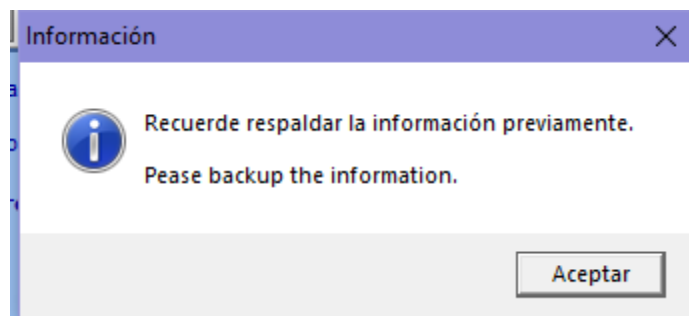 Información
Recuerde respaldar la información previamente.
Pease backup the information.
Aceptar